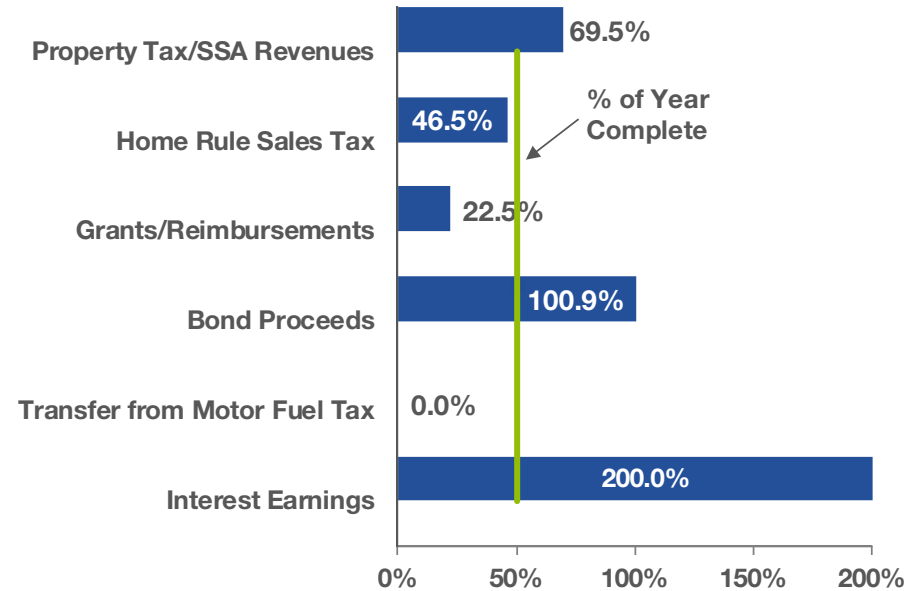 Property Tax/SSA Revenues
69.5%
% of Year
Complete
Home Rule Sales Tax
46.5%
Grants/Reimbursements
22.5%
Bond Proceeds
100.9%
Transfer from Motor Fuel Tax
0.0%
Interest Earnings
200.0%
0%
50%
100%
150%
200%